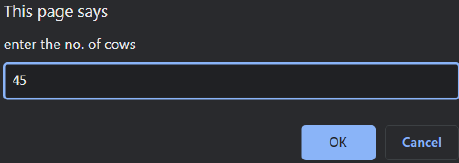 This page says
enter the no. of cows
45
OK
Cancel